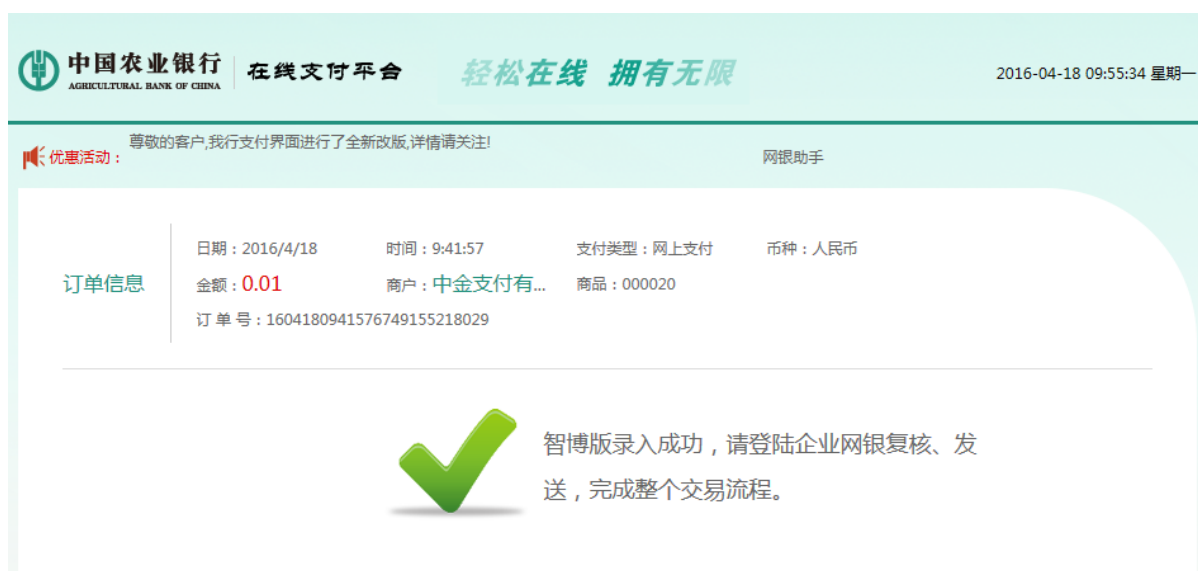 中国农业银行 在线支付平台 轻松在线 拥有无限
AGRICULTURAL BANK OF CHINA
2016-04-18 09:55:34 星期一
优惠活动： 尊敬的客户,我行支付界面进行了全新改版,详情请关注! 网银助手
订单信息
日期：2016/4/18 时间：9:41:57 支付类型：网上支付 币种：人民币
金额：0.01 商户：中金支付有... 商品：000020
订 单 号：1604180941576749155218029
智博版录入成功，请登陆企业网银复核、发
送，完成整个交易流程。